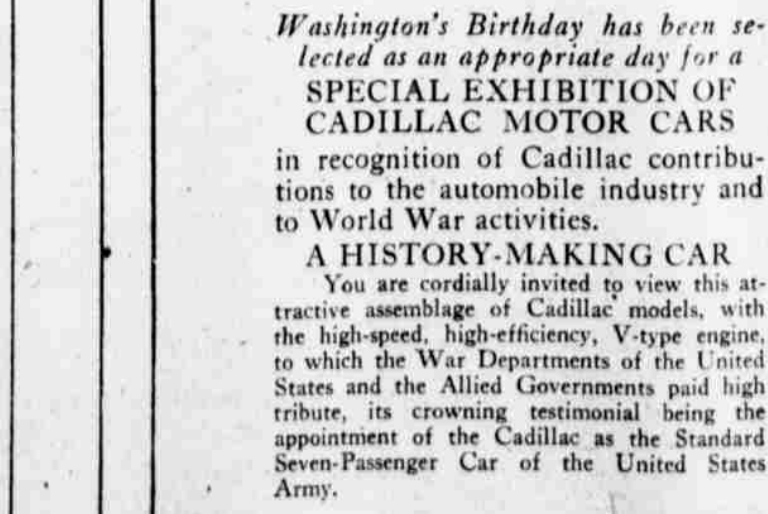 Washington's Birthday has been se-
lected as an appropriate day for a
SPECIAL EXHIBITION OF
CADILLAC MOTOR CARS
in recognition of Cadillac contribu-
tions to the automobile industry and
to World War activities.
A HISTORY-MAKING CAR
You are cordially invited to view this at-
tractive assemblage of Cadillac models, with
the high-speed, high-efficiency, V-type engine,
to which the War Departments of the United
States and the Allied Governments paid high
tribute, its crowning testimonial being the
appointment of the Cadillac as the Standard
Seven-Passenger Car of the United States
Army.